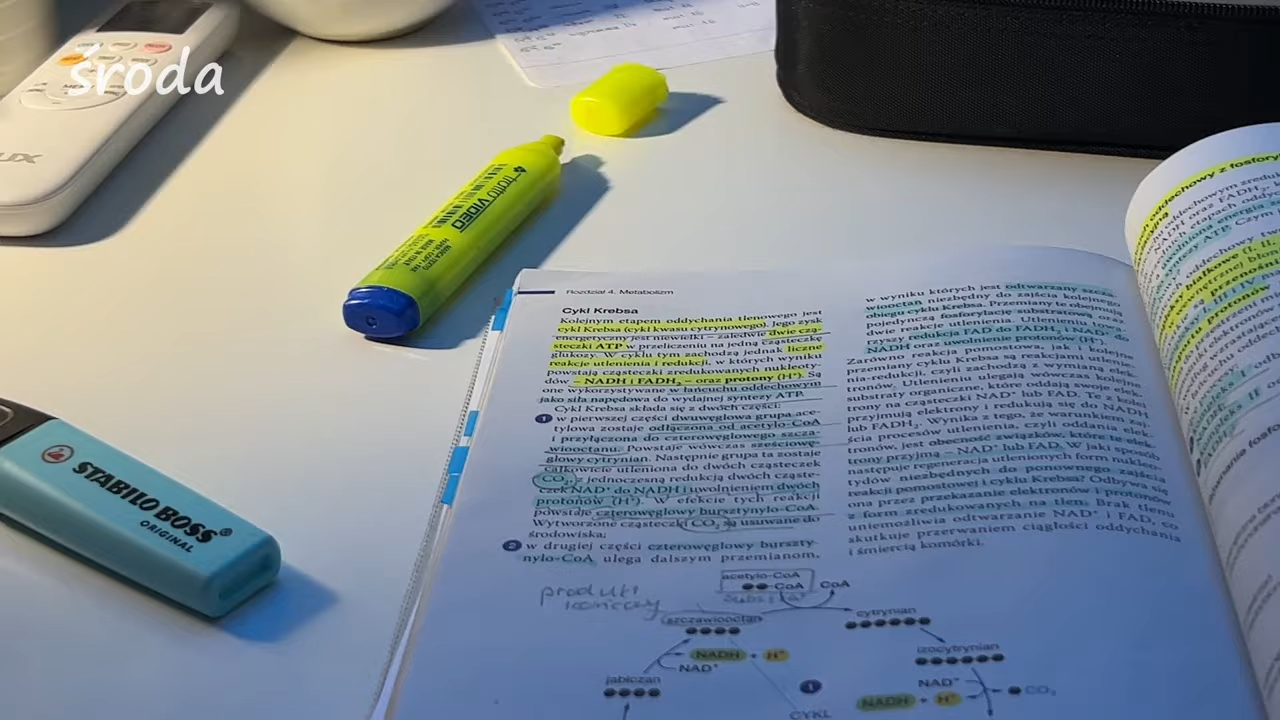 środa
UX
Tratto VIDEO
STABILO BOSS
ORIGINAL
Rozdział 4. Metabolizm
Cykl Krebsa
Kolejnym etapem oddychania tlenowego jest
cykl Krebsa (cykl kwasu cytrynowego). Jego zysk
energetyczny jest niewielki – zaledwie dwie czą-
steczki ATP w przeliczeniu na jedną cząsteczkę
glukozy. W cyklu tym zachodzą jednak liczne
reakcje utlenienia i redukcji, w których wyniku
powstają cząsteczki zredukowanych nukleoty-
dów – NADH i FADH₂ – oraz protony (H⁺). Są
one wykorzystywane w łańcuchu oddechowym
jako siła napędowa do wydajnej syntezy ATP.
Cykl Krebsa składa się z dwóch części:
1 w pierwszej części dwuwęglowa grupa ace-
tylowa zostaje odłączona od acetylo-CoA
i przyłączona do czterowęglowego szcza-
wiooctanu. Powstaje wówczas sześciowę-
glowy cytrynian. Następnie grupa ta zostaje
całkowicie utleniona do dwóch cząsteczek
CO₂, z jednoczesną redukcją dwóch cząste-
czek NAD⁺ do NADH i uwolnieniem dwóch
protonów (H⁺). W efekcie tych reakcji
powstaje czterowęglowy bursztynylo-CoA.
Wytworzone cząsteczki CO₂ są usuwane do
środowiska;
2 w drugiej części czterowęglowy burszty-
nylo-CoA ulega dalszym przemianom,
w wyniku których jest odtwarzany szcza-
wiooctan niezbędny do zajścia kolejnego
obiegu cyklu Krebsa. Przemiany te obejmują
pojedynczą fosforylację substratową oraz
dwie reakcje utlenienia. Utlenieniu towa-
rzyszy redukcja FAD do FADH₂ i NAD⁺ do
NADH oraz uwolnienie protonów (H⁺).
Zarówno reakcja pomostowa, jak i kolejne
przemiany cyklu Krebsa są reakcjami utlenie-
nia-redukcji, czyli zachodzą z wymianą elek-
tronów. Utlenieniu ulegają wówczas kolejne
substraty organiczne, które oddają swoje elek-
trony na cząsteczki NAD⁺ lub FAD. Te z kolei
przyjmują elektrony i redukują się do NADH
lub FADH₂. Wynika z tego, że warunkiem zaj-
ścia procesów utlenienia, czyli oddania elek-
tronów, jest obecność związków, które te elek-
trony przyjmą – NAD⁺ lub FAD. W jaki sposób
następuje regeneracja utlenionych form nukleo-
tydów niezbędnych do ponownego zajścia
reakcji pomostowej i cyklu Krebsa? Odbywa się
ona przez przekazanie elektronów i protonów
z form zredukowanych na tlen. Brak tlenu
uniemożliwia odtwarzanie NAD⁺ i FAD, co
skutkuje przerwaniem ciągłości oddychania
i śmiercią komórki.
produkt
końcowy
acetylo-CoA
CoA
CoA
substrat
szczawiooctan
cytrynian
izocytrynian
NADH + H⁺
NAD⁺
jabłczan
1
CYKL
NAD⁺
NADH + H⁺
CO₂